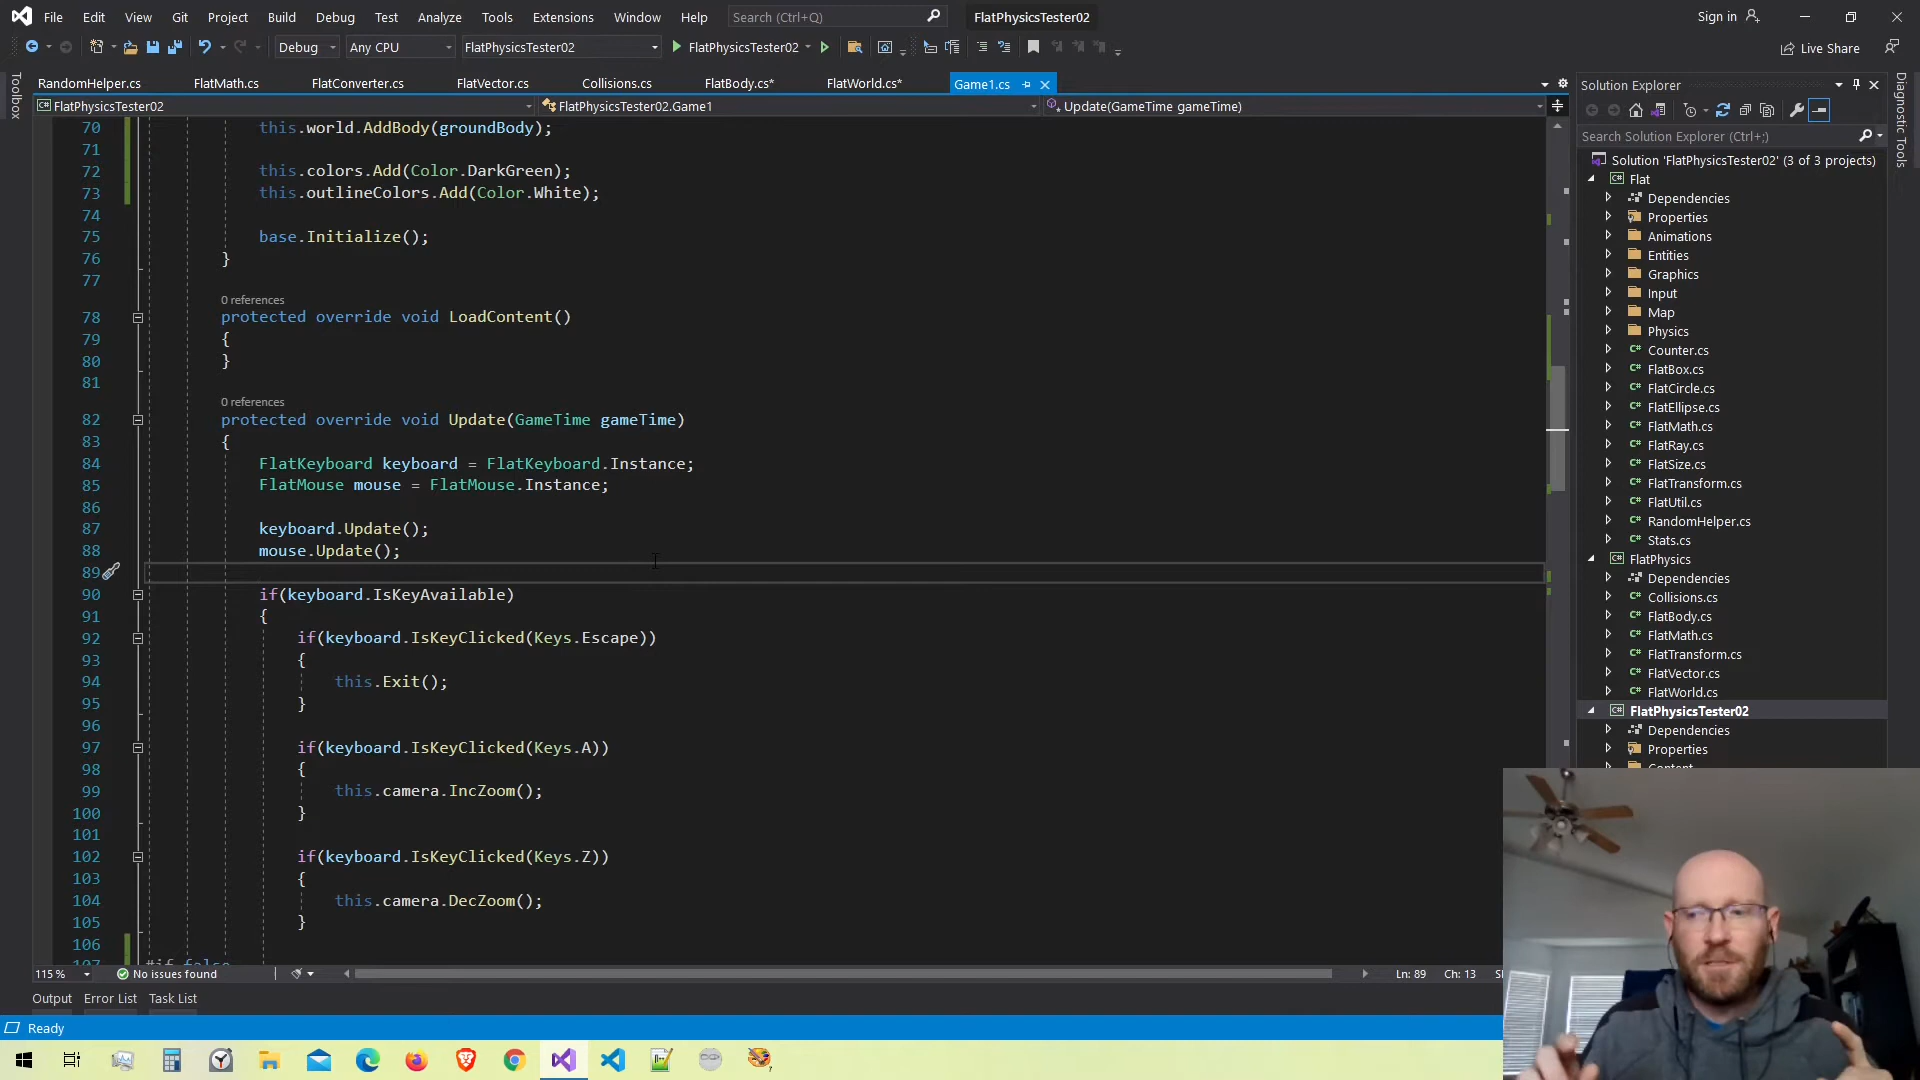 File Edit View Git Project Build Debug Test Analyze Tools Extensions Window Help Search (Ctrl+Q) FlatPhysicsTester02 Sign in
Debug Any CPU FlatPhysicsTester02 FlatPhysicsTester02 Live Share
Toolbox
RandomHelper.cs FlatMath.cs FlatConverter.cs FlatVector.cs Collisions.cs FlatBody.cs* FlatWorld.cs* Game1.cs
FlatPhysicsTester02 FlatPhysicsTester02.Game1 Update(GameTime gameTime)
70 this.world.AddBody(groundBody);
71
72 this.colors.Add(Color.DarkGreen);
73 this.outlineColors.Add(Color.White);
74
75 base.Initialize();
76 }
77
0 references
78 protected override void LoadContent()
79 {
80 }
81
0 references
82 protected override void Update(GameTime gameTime)
83 {
84 FlatKeyboard keyboard = FlatKeyboard.Instance;
85 FlatMouse mouse = FlatMouse.Instance;
86
87 keyboard.Update();
88 mouse.Update();
89
90 if(keyboard.IsKeyAvailable)
91 {
92 if(keyboard.IsKeyClicked(Keys.Escape))
93 {
94 this.Exit();
95 }
96
97 if(keyboard.IsKeyClicked(Keys.A))
98 {
99 this.camera.IncZoom();
100 }
101
102 if(keyboard.IsKeyClicked(Keys.Z))
103 {
104 this.camera.DecZoom();
105 }
106
107 #if false
115 % No issues found Ln: 89 Ch: 13
Output Error List Task List
Ready
Solution Explorer
Search Solution Explorer (Ctrl+;)
Solution 'FlatPhysicsTester02' (3 of 3 projects)
Flat
Dependencies
Properties
Animations
Entities
Graphics
Input
Map
Physics
Counter.cs
FlatBox.cs
FlatCircle.cs
FlatEllipse.cs
FlatMath.cs
FlatRay.cs
FlatSize.cs
FlatTransform.cs
FlatUtil.cs
RandomHelper.cs
Stats.cs
FlatPhysics
Dependencies
Collisions.cs
FlatBody.cs
FlatMath.cs
FlatTransform.cs
FlatVector.cs
FlatWorld.cs
FlatPhysicsTester02
Dependencies
Properties
Content
Diagnostic Tools